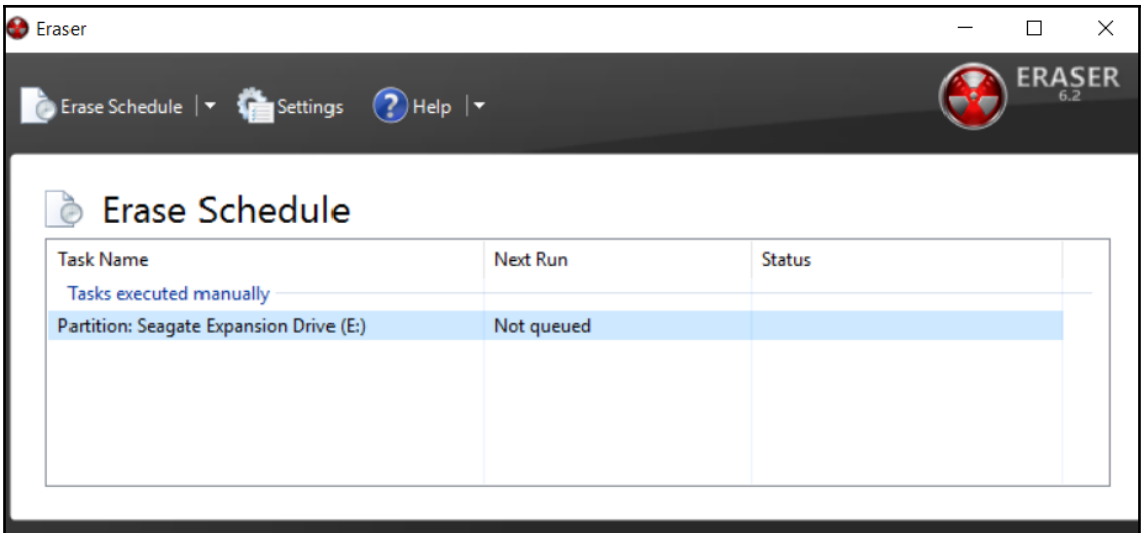 Eraser
Erase Schedule Settings ? Help
ERASER
6.2
Erase Schedule
Task Name Next Run Status
Tasks executed manually
Partition: Seagate Expansion Drive (E:) Not queued